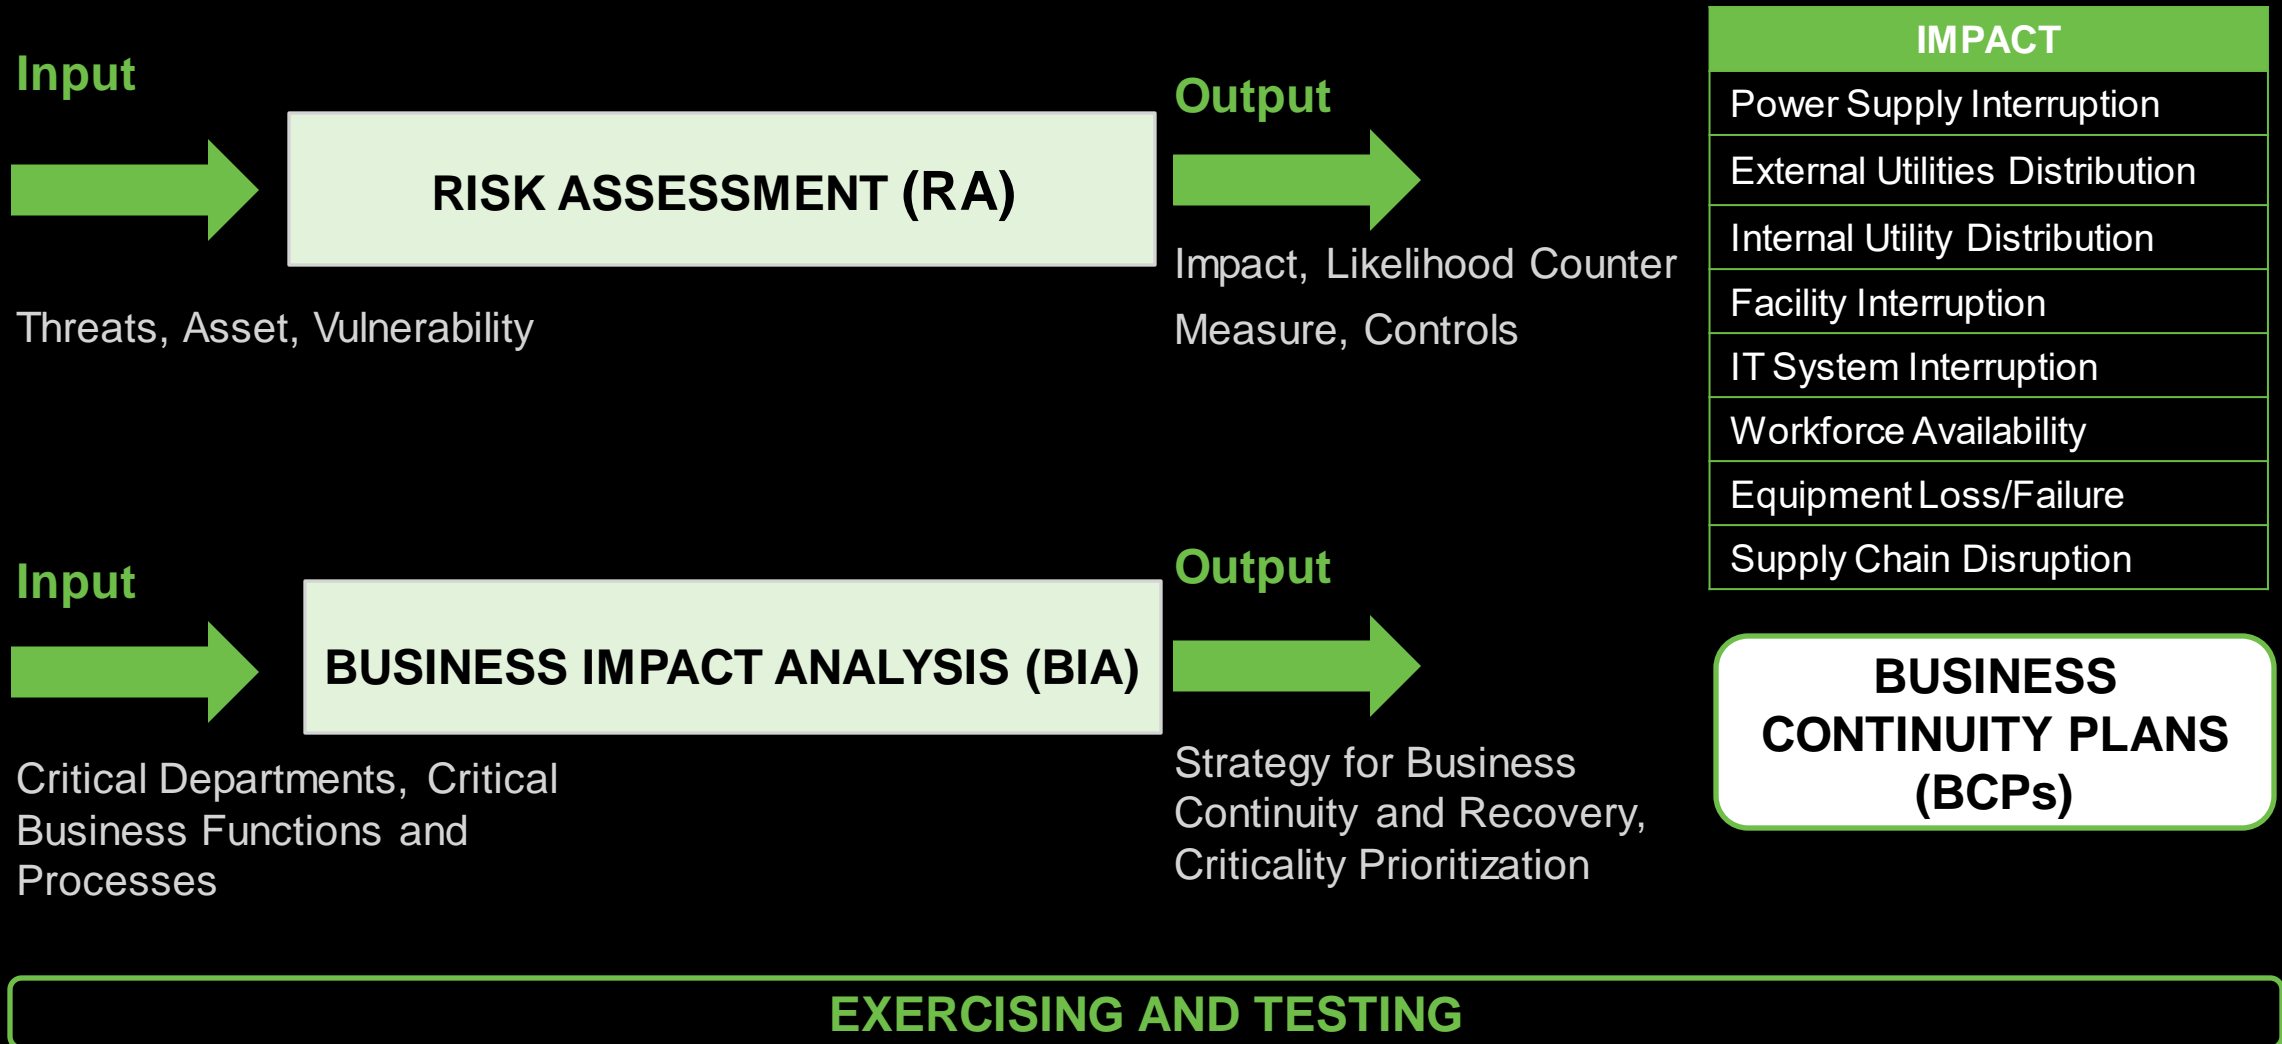 Input
RISK ASSESSMENT (RA)
Output
Threats, Asset, Vulnerability
Impact, Likelihood Counter
Measure, Controls
Input
BUSINESS IMPACT ANALYSIS (BIA)
Output
Critical Departments, Critical
Business Functions and
Processes
Strategy for Business
Continuity and Recovery,
Criticality Prioritization
IMPACT
Power Supply Interruption
External Utilities Distribution
Internal Utility Distribution
Facility Interruption
IT System Interruption
Workforce Availability
Equipment Loss/Failure
Supply Chain Disruption
BUSINESS
CONTINUITY PLANS
(BCPs)
EXERCISING AND TESTING